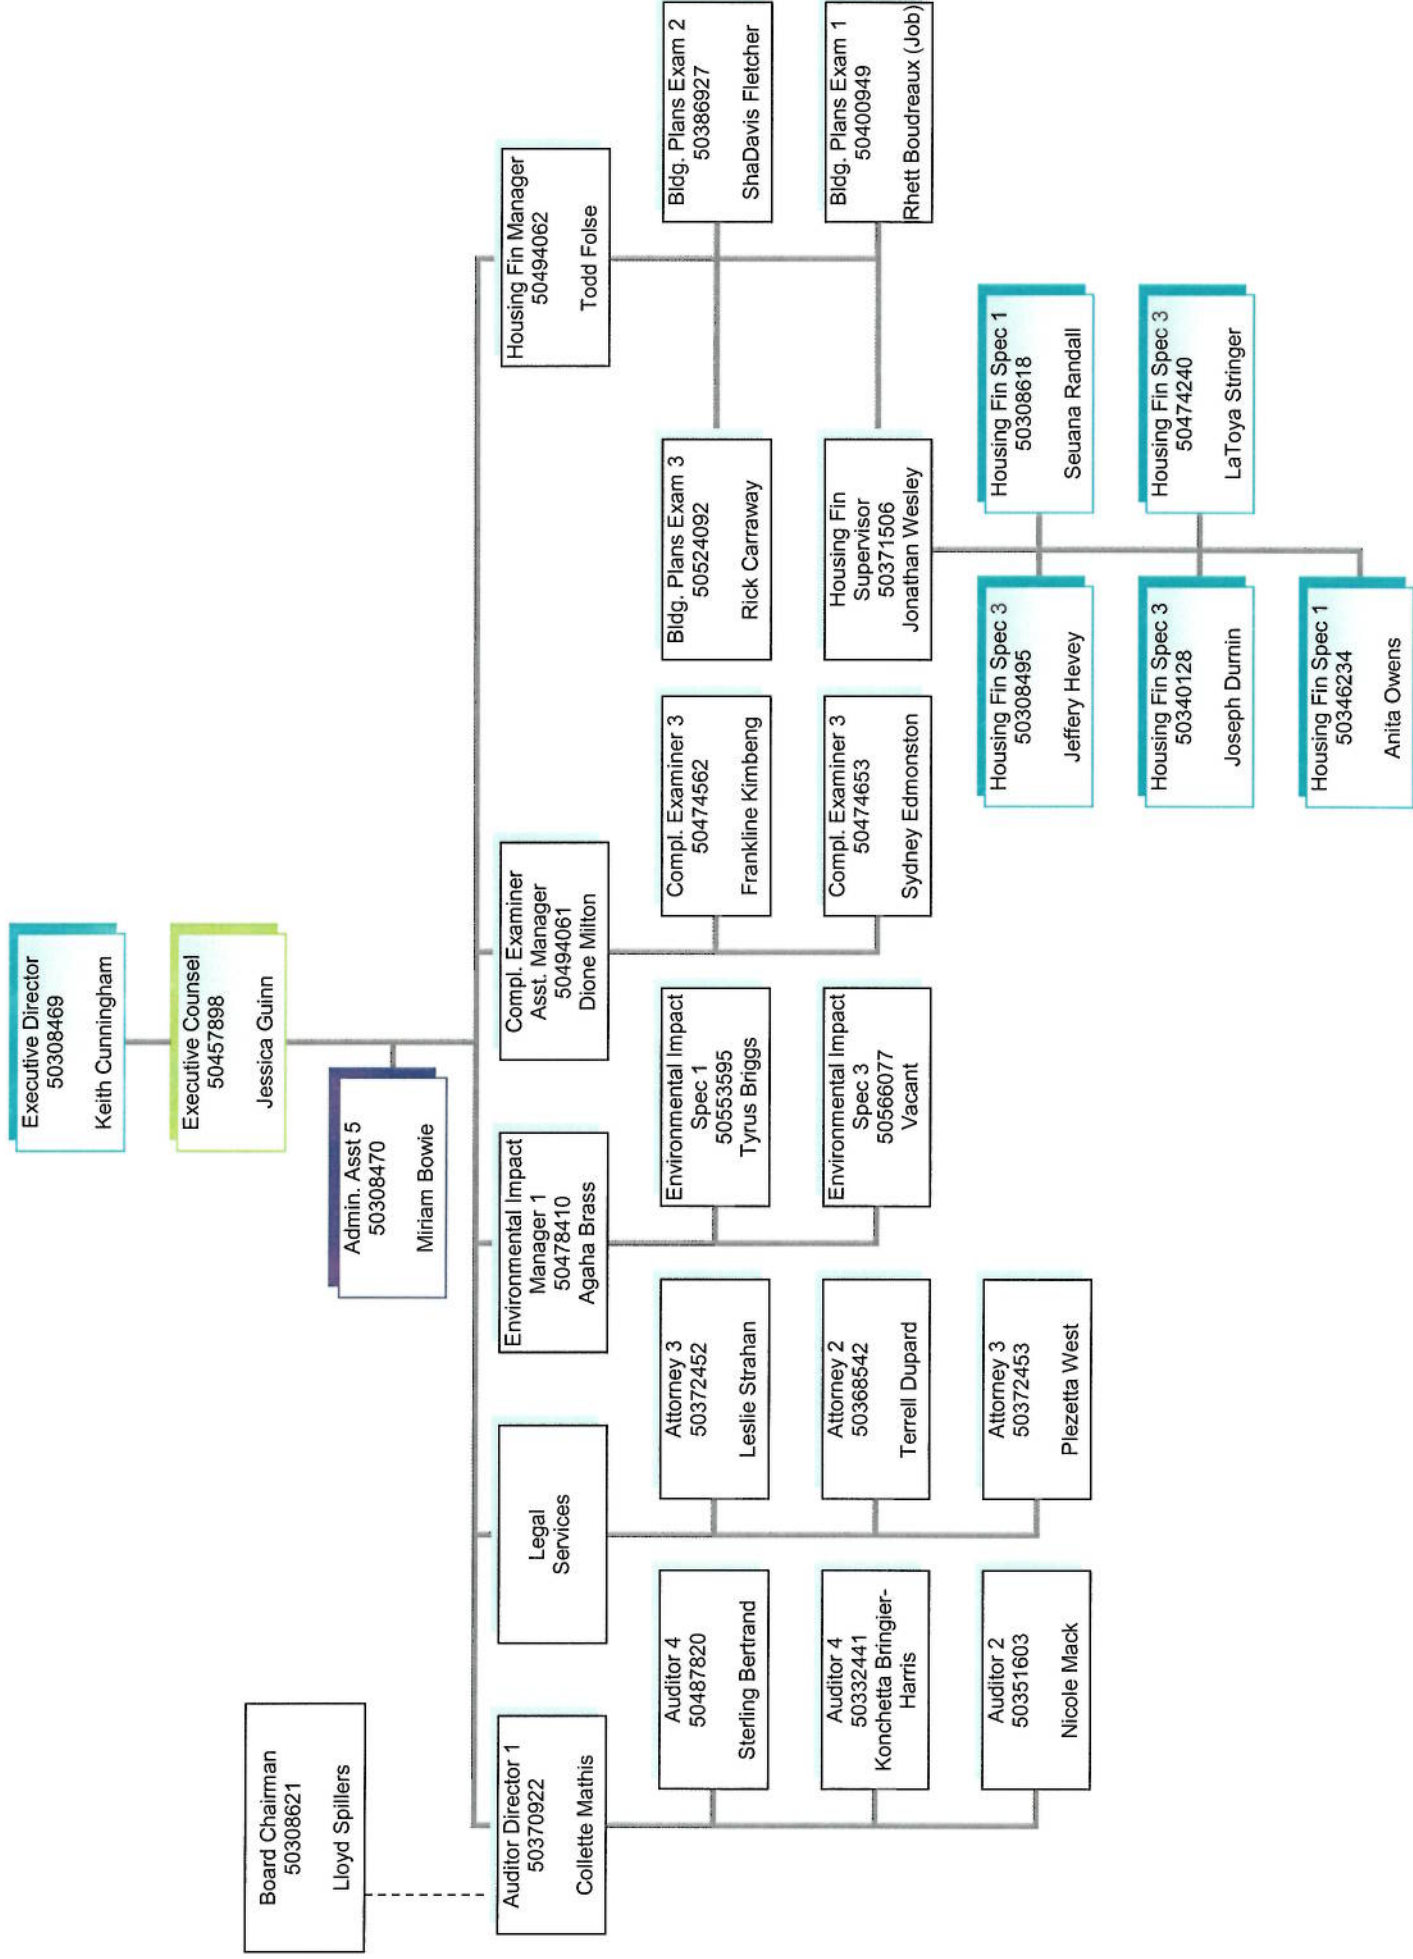 Executive Director
50308469
Keith Cunningham
Executive Counsel
50457898
Jessica Guinn
Admin. Asst 5
50308470
Miriam Bowie
Board Chairman
50308621
Lloyd Spillers
Auditor Director 1
50370922
Collette Mathis
Legal
Services
Environmental Impact
Manager 1
50478410
Agaha Brass
Compl. Examiner
Asst. Manager
50494061
Dione Milton
Housing Fin Manager
50494062
Todd Folse
Auditor 4
50487820
Sterling Bertrand
Attorney 3
50372452
Leslie Strahan
Environmental Impact
Spec 1
50553595
Tyrus Briggs
Compl. Examiner 3
50474562
Frankline Kimbeng
Bldg. Plans Exam 3
50524092
Rick Carraway
Bldg. Plans Exam 2
50386927
ShaDavis Fletcher
Auditor 4
50332441
Konchetta Bringier-
Harris
Attorney 2
50368542
Terrell Dupard
Environmental Impact
Spec 3
50566077
Vacant
Compl. Examiner 3
50474653
Sydney Edmonston
Housing Fin
Supervisor
50371506
Jonathan Wesley
Bldg. Plans Exam 1
50400949
Rhett Boudreaux (Job)
Auditor 2
50351603
Nicole Mack
Attorney 3
50372453
Plezetta West
Housing Fin Spec 3
50308495
Jeffery Hevey
Housing Fin Spec 1
50308618
Seuana Randall
Housing Fin Spec 3
50340128
Joseph Durnin
Housing Fin Spec 3
50474240
LaToya Stringer
Housing Fin Spec 1
50346234
Anita Owens